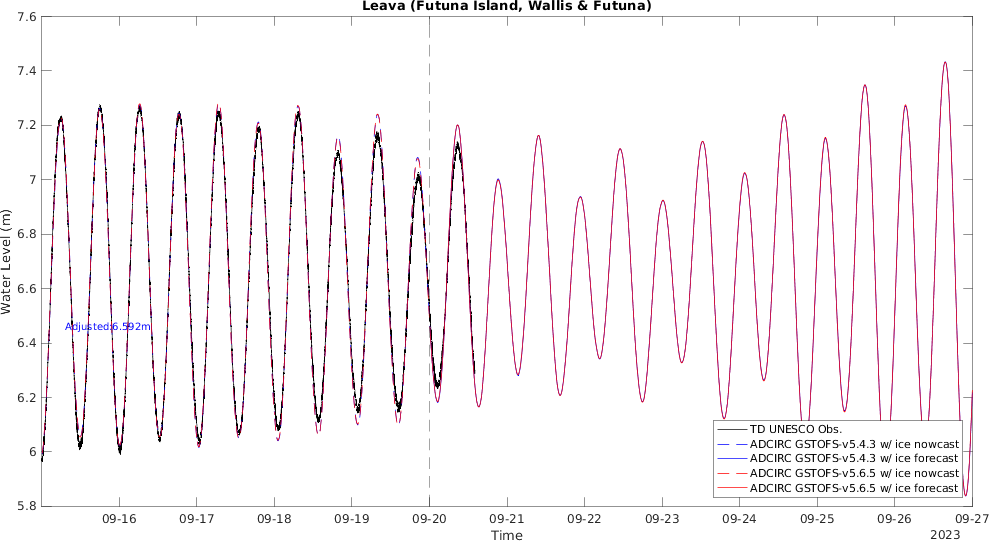 Leava (Futuna Island, Wallis & Futuna)
7.6
7.4
7.2
7
6.8
6.6
6.4
6.2
6
5.8
Water Level (m)
Adjusted:6.592m
TD UNESCO Obs.
ADCIRC GSTOFS-v5.4.3 w/ ice nowcast
ADCIRC GSTOFS-v5.4.3 w/ ice forecast
ADCIRC GSTOFS-v5.6.5 w/ ice nowcast
ADCIRC GSTOFS-v5.6.5 w/ ice forecast
09-16 09-17 09-18 09-19 09-20 09-21 09-22 09-23 09-24 09-25 09-26 09-27
Time
2023